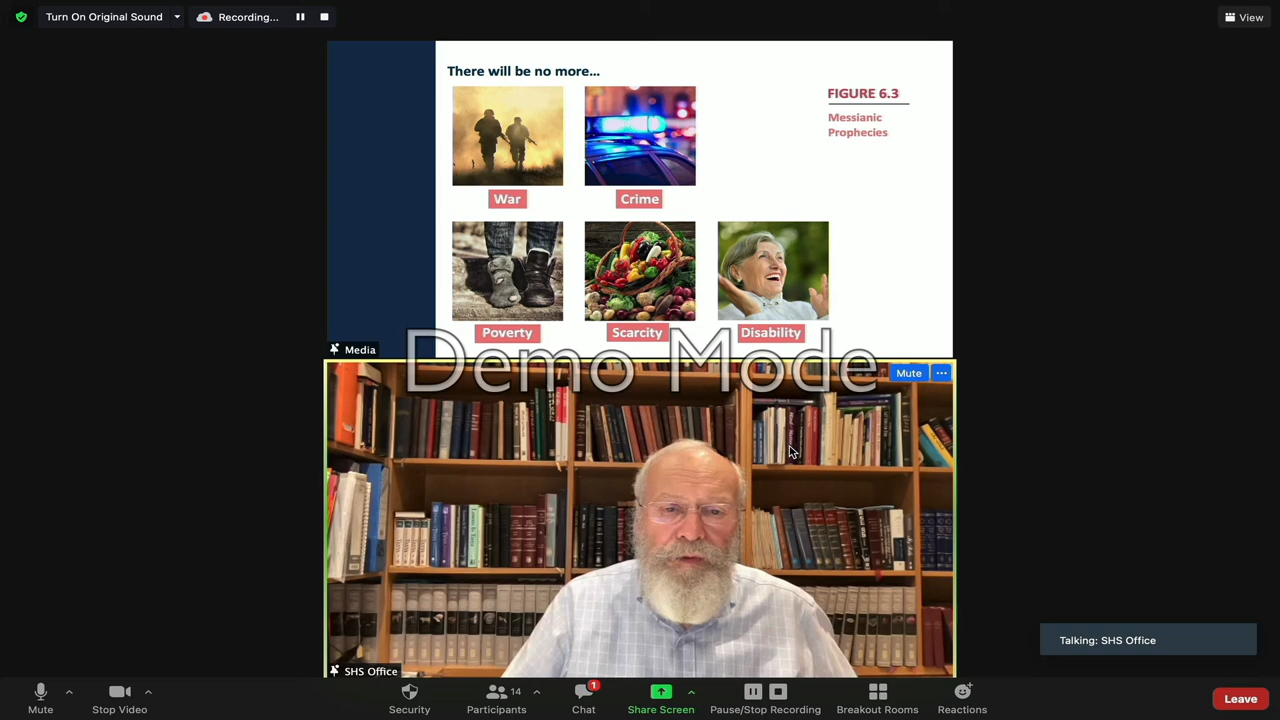 Turn On Original Sound
Recording...
View
There will be no more...
FIGURE 6.3
Messianic
Prophecies
War
Crime
Poverty
Scarcity
Disability
Media
Demo Mode
Mute
Talking: SHS Office
SHS Office
Mute
Stop Video
Security
14
Participants
1
Chat
Share Screen
Pause/Stop Recording
Breakout Rooms
Reactions
Leave